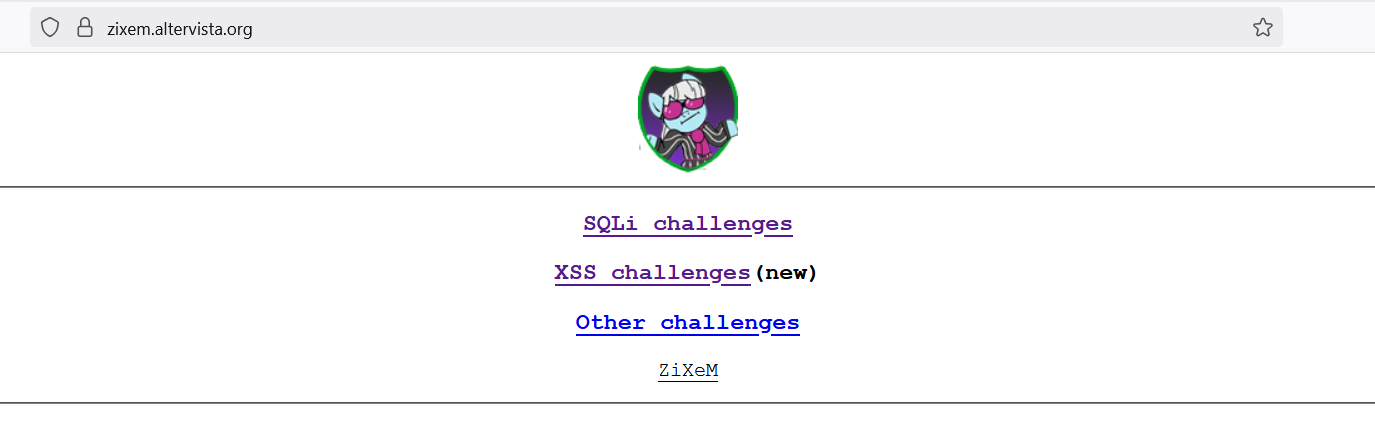 zixem.altervista.org
SQLi challenges
XSS challenges(new)
Other challenges
ZiXeM